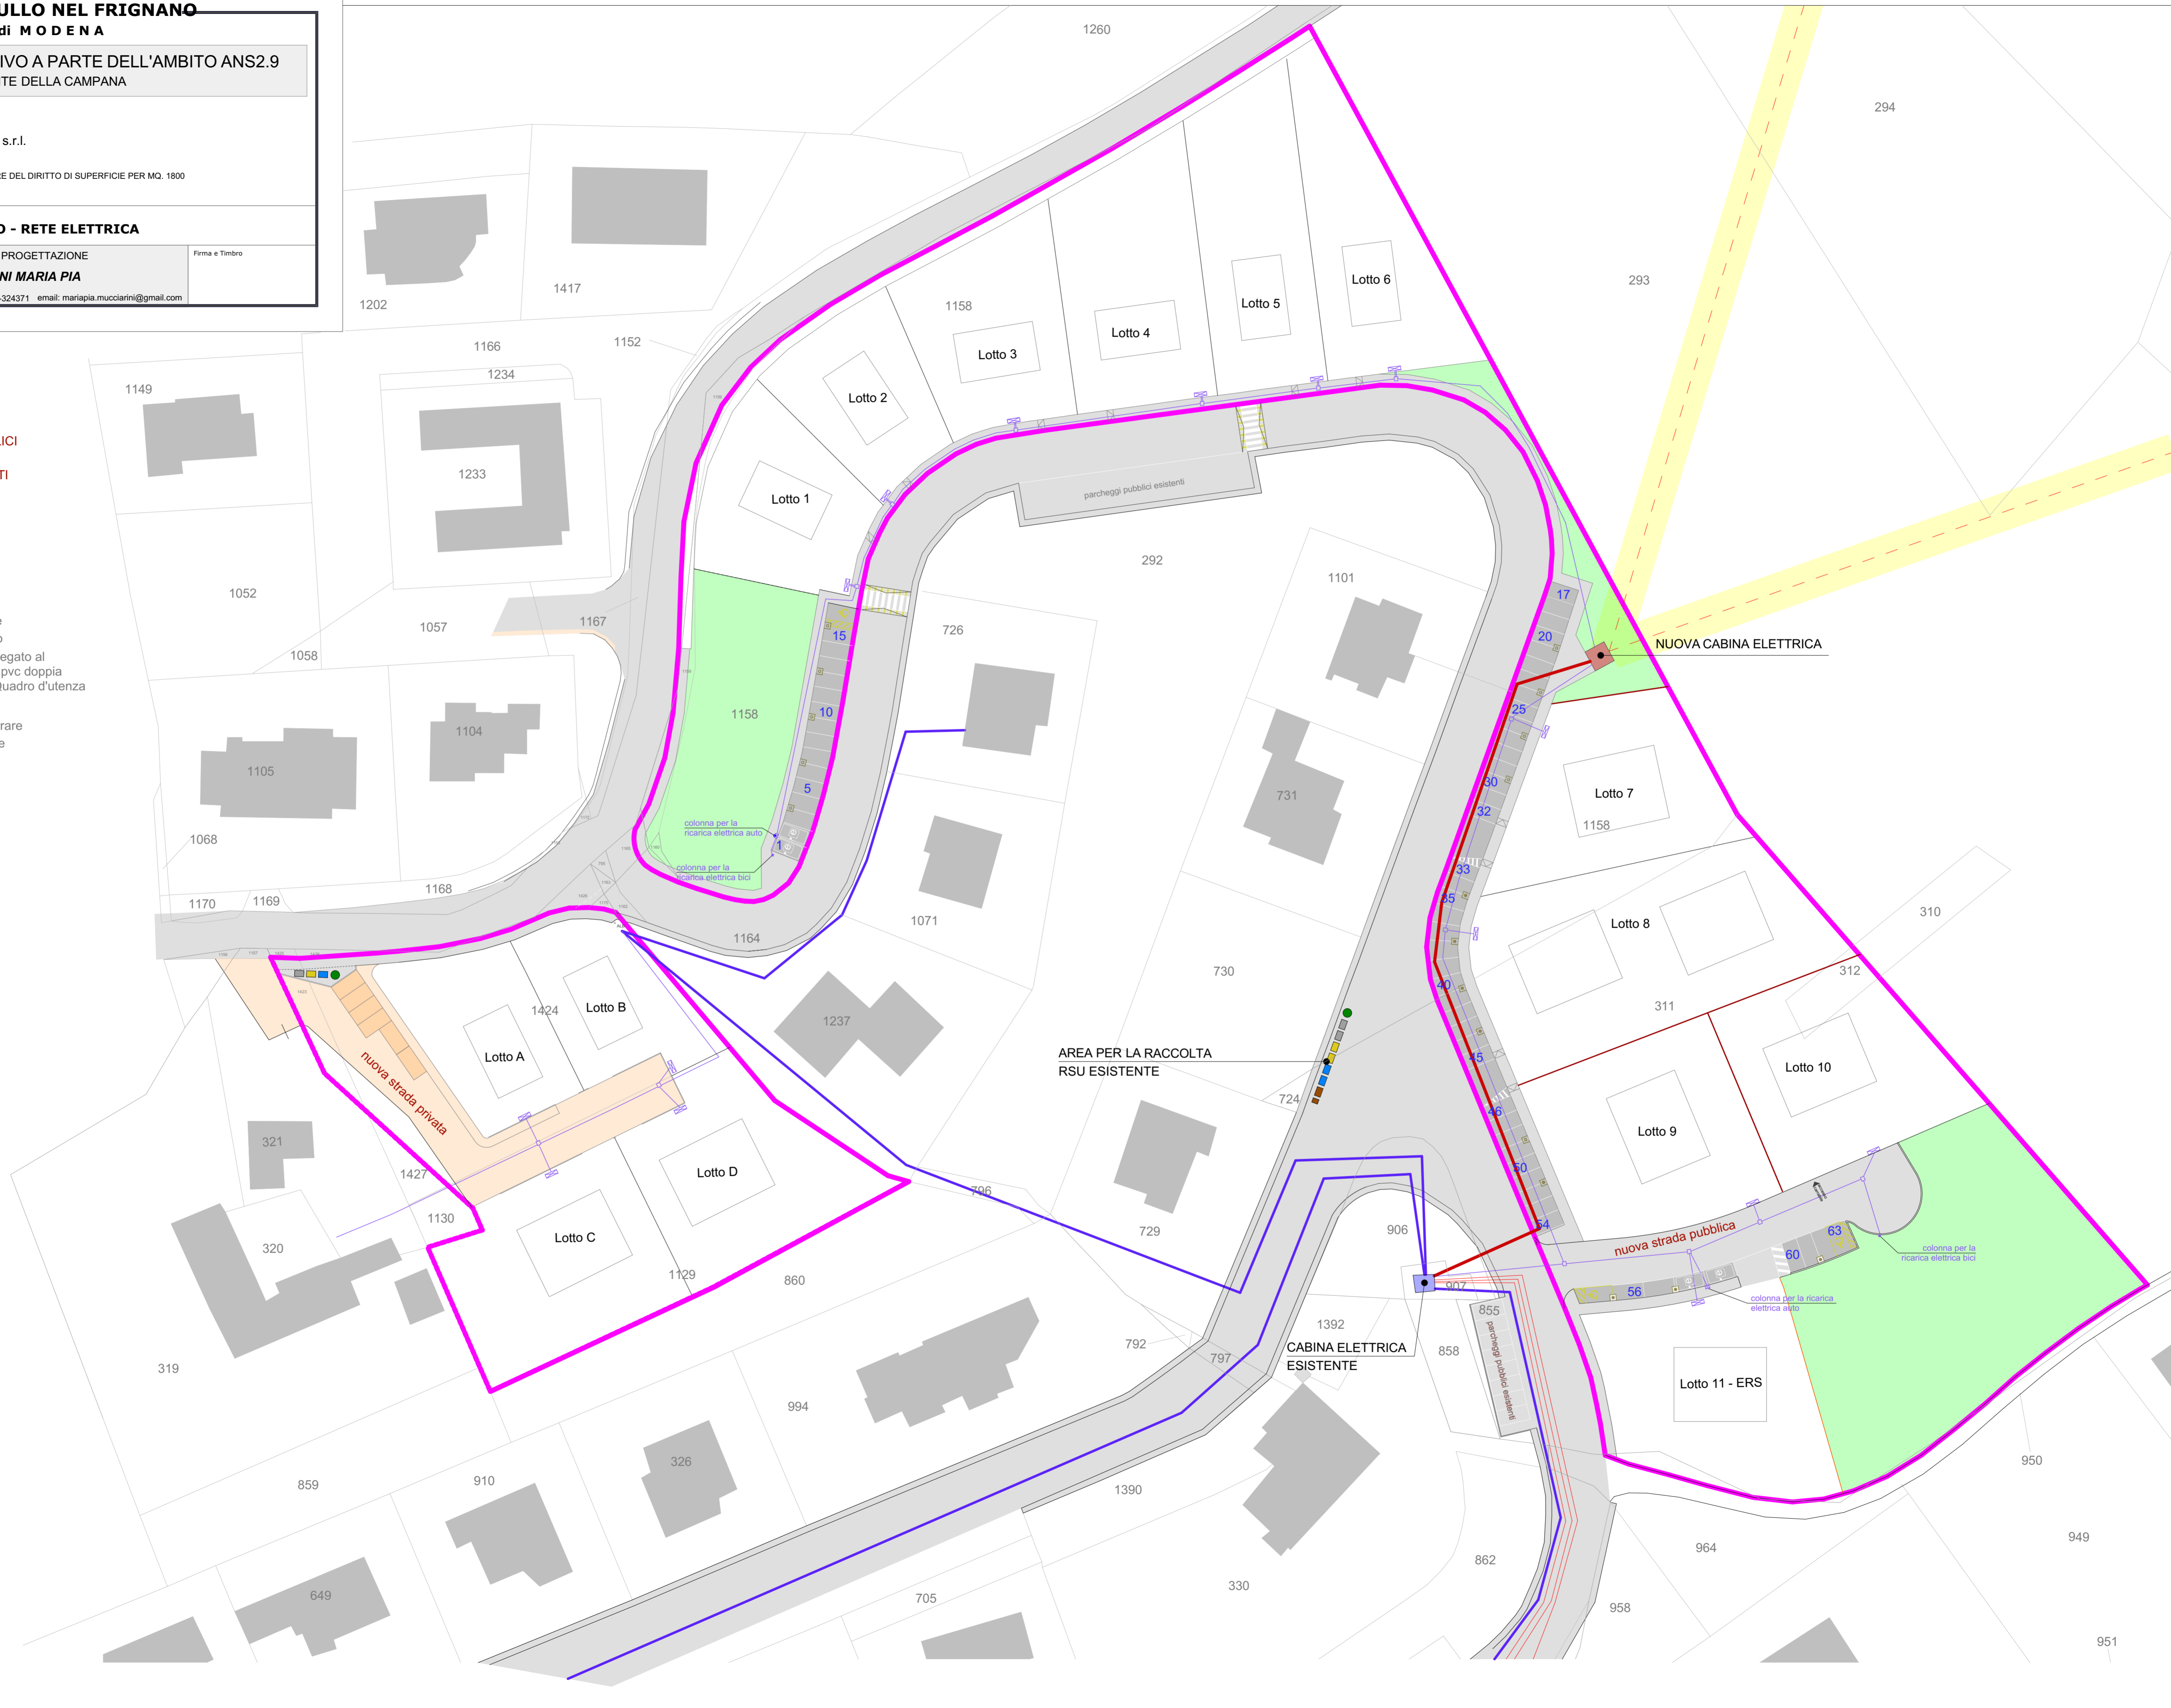 ULLO NEL FRIGNANO
di M O D E N A
IVO A PARTE DELL'AMBITO ANS2.9
TE DELLA CAMPANA
s.r.l.
RE DEL DIRITTO DI SUPERFICIE PER MQ. 1800
O - RETE ELETTRICA
PROGETTAZIONE
Firma e Timbro
NI MARIA PIA
-324371 email: mariapia.mucciarini@gmail.com
ICI
TI
e
o
egato al
pvc doppia
Quadro d'utenza
rare
e
1260
294
293
1202
1417
1152
1166
1234
1149
1233
1158
Lotto 1
Lotto 2
Lotto 3
Lotto 4
Lotto 5
Lotto 6
parcheggi pubblici esistenti
292
1101
1052
1057
1058
1167
726
15
10
5
1
1158
colonna per la
ricarica elettrica auto
colonna per la
ricarica elettrica bici
17
20
25
30
32
33
35
40
45
46
50
54
NUOVA CABINA ELETTRICA
1104
1105
1068
1168
1169
1170
1164
1071
731
730
Lotto 7
1158
Lotto 8
310
312
311
Lotto 9
Lotto 10
1424
Lotto A
Lotto B
Lotto C
Lotto D
nuova strada privata
1237
AREA PER LA RACCOLTA
RSU ESISTENTE
724
321
320
319
1427
1130
1129
860
796
729
906
907
nuova strada pubblica
63
60
56
colonna per la
ricarica elettrica bici
colonna per la ricarica
elettrica auto
792
797
1392
CABINA ELETTRICA
ESISTENTE
858
855
parcheggi pubblici esistenti
Lotto 11 - ERS
859
910
994
326
649
1390
705
330
862
958
964
950
949
951